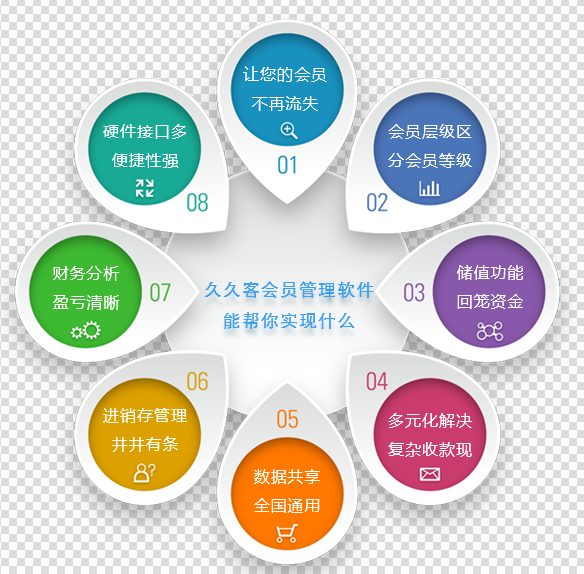 久久客会员管理软件
能帮你实现什么
让您的会员
不再流失
01
会员层级区
分会员等级
02
储值功能
回笼资金
03
多元化解决
复杂收款现
04
数据共享
全国通用
05
进销存管理
井井有条
06
财务分析
盈亏清晰
07
硬件接口多
便捷性强
08